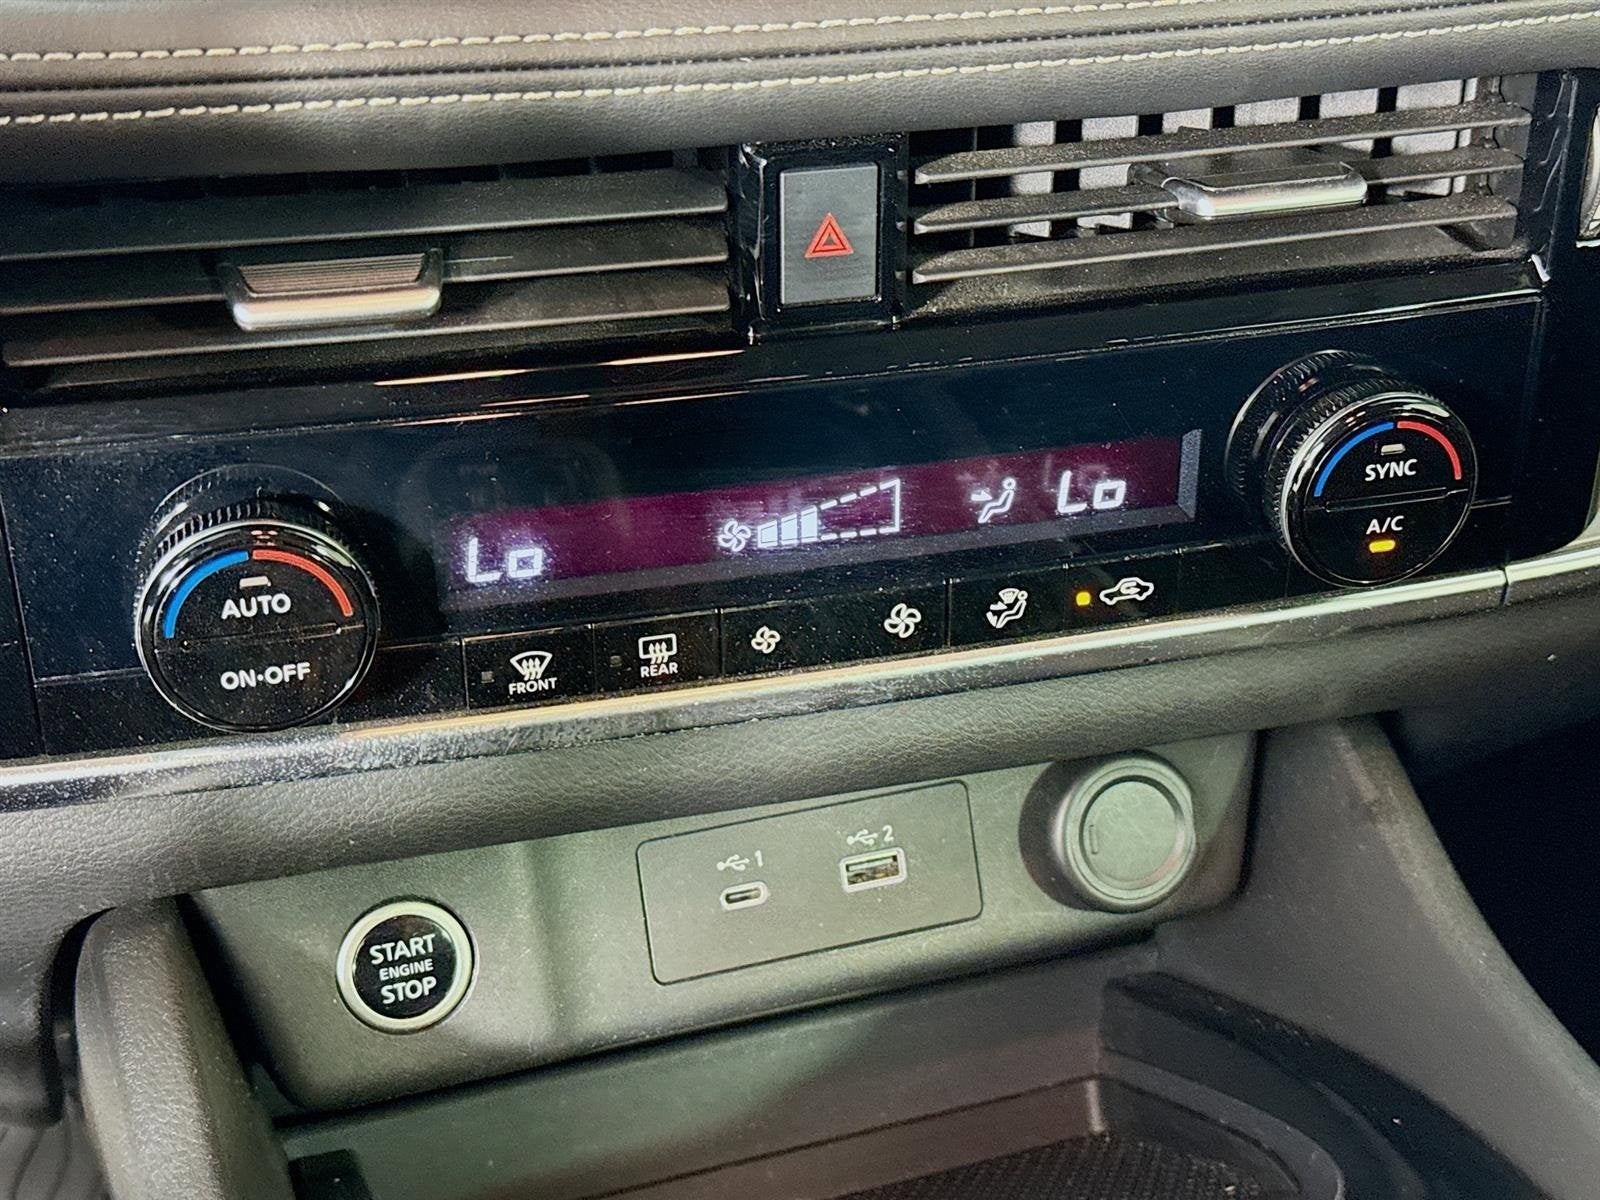 Lo
Lo
SYNC
A/C
AUTO
ON•OFF
FRONT
REAR
1
2
START
ENGINE
STOP